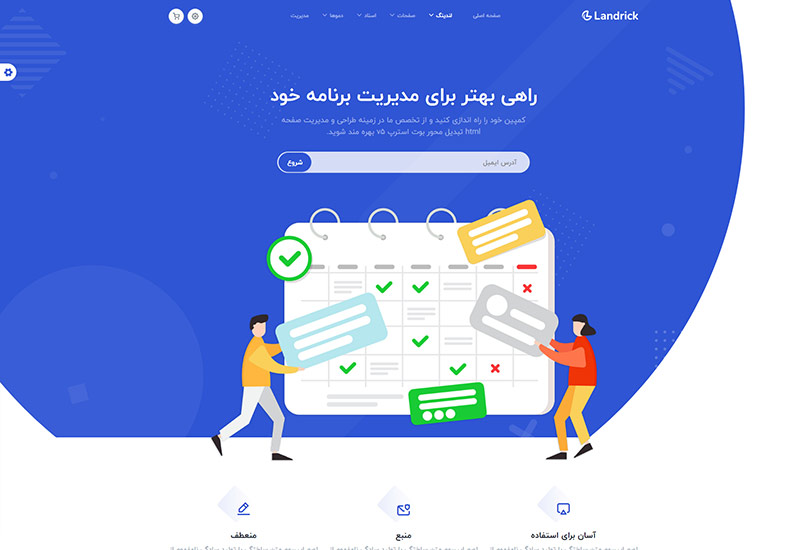 Landrick
صفحه اصلی
لندینگ
صفحات
اسناد
دموها
مدیریت
راهی بهتر برای مدیریت برنامه خود
کمپین خود را راه اندازی کنید و از تخصص ما در زمینه طراحی و مدیریت صفحه
html تبدیل محور بوت استرپ v5 بهره مند شوید.
آدرس ایمیل
شروع
آسان برای استفاده
منبع
منعطف